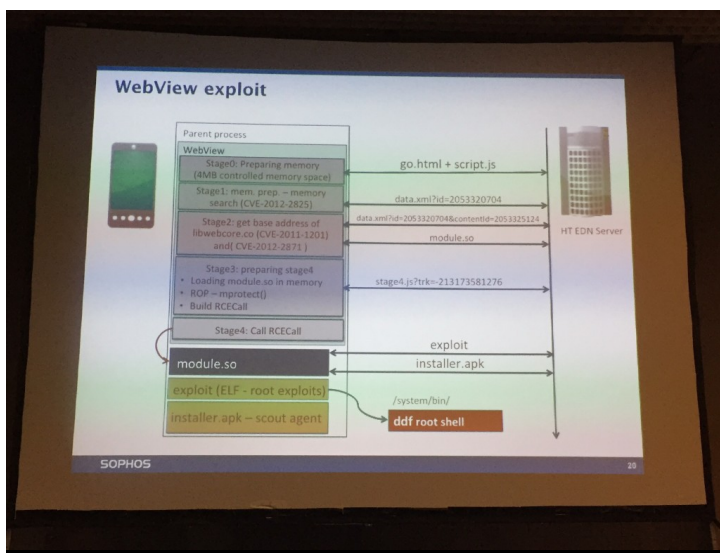 WebView exploit
Parent process
WebView
Stage0: Preparing memory
(4MB controlled memory space)
go.html + script.js
Stage1: mem. prep. – memory
search (CVE-2012-2825)
data.xml?id=2053320704
Stage2: get base address of
libwebcore.co (CVE-2011-1201)
and( CVE-2012-2871 )
data.xml?id=2053320704&contentId=2053325124
module.so
HT EDN Server
Stage3: preparing stage4
• Loading module.so in memory
• ROP – mprotect()
• Build RCECall
stage4.js?trk=-213173581276
Stage4: Call RCECall
exploit
module.so
installer.apk
exploit (ELF - root exploits)
/system/bin/
installer.apk – scout agent
ddf root shell
SOPHOS
20